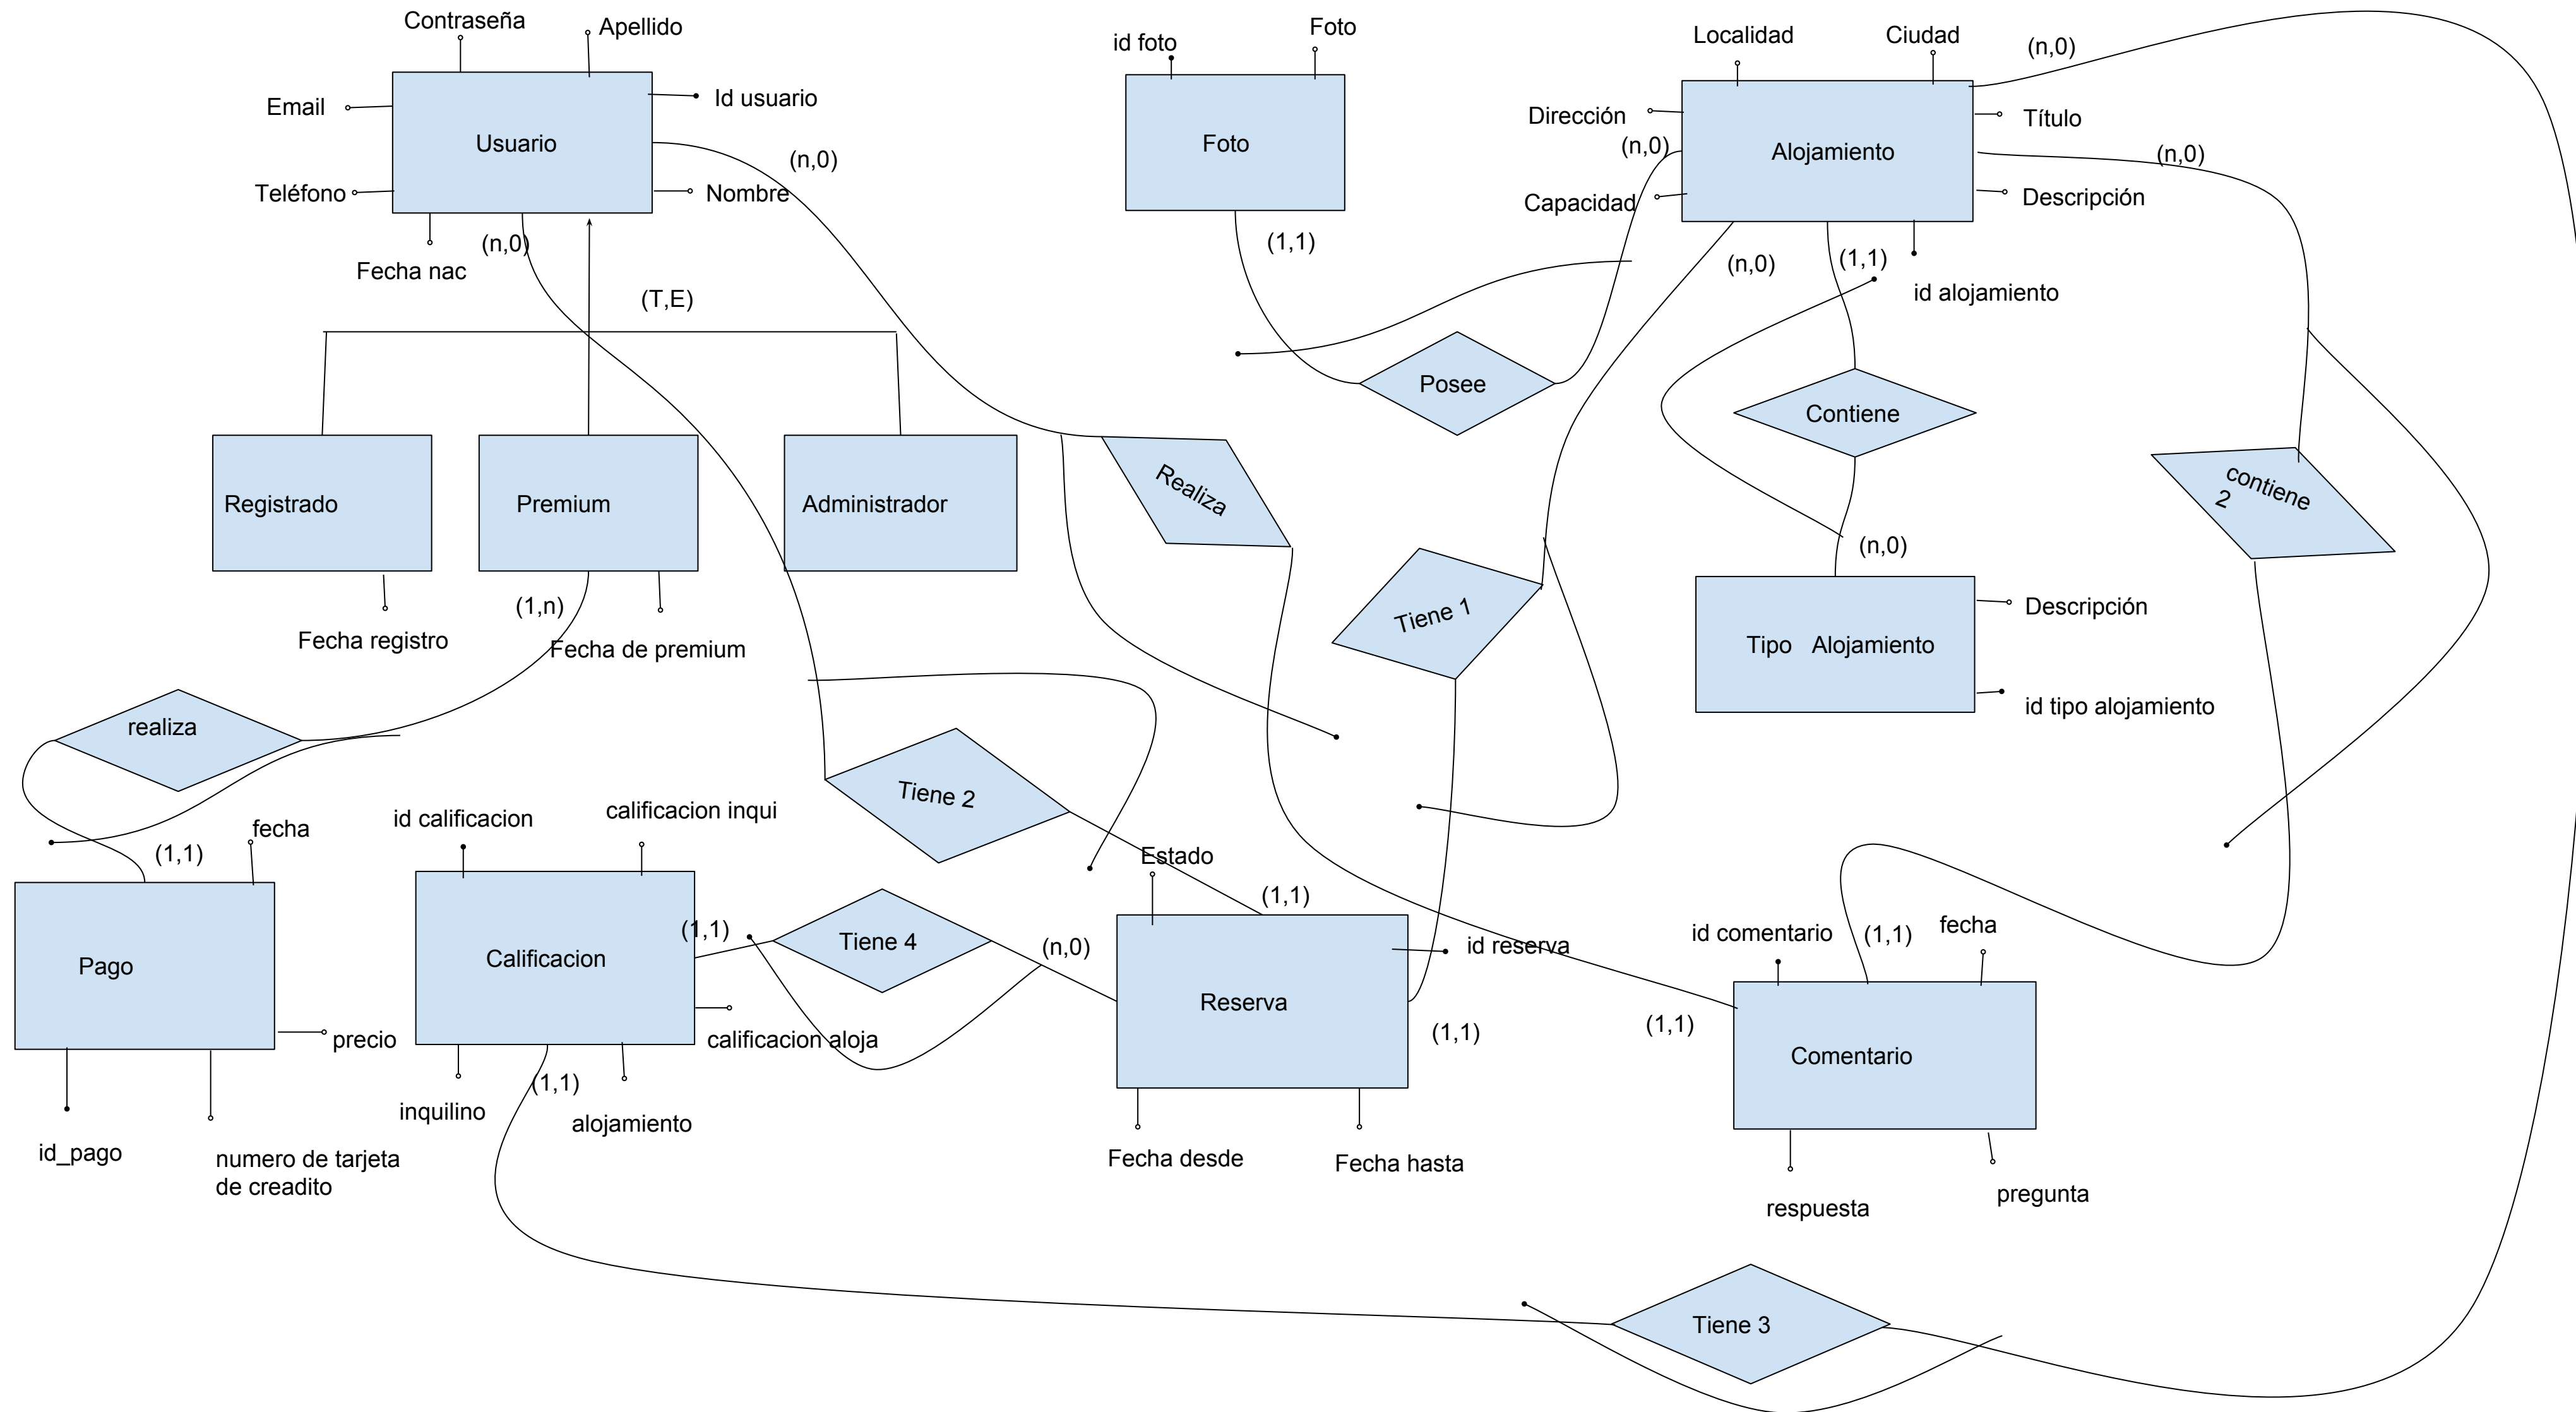 Contraseña
Apellido
Email
Id usuario
Usuario
Teléfono
Nombre
Fecha nac
(n,0)
(n,0)
(T,E)
id foto
Foto
Foto
(1,1)
Localidad
Ciudad
(n,0)
Dirección
Título
(n,0)
Alojamiento
(n,0)
Capacidad
Descripción
(n,0)
(1,1)
id alojamiento
Posee
Contiene
Registrado
Premium
Administrador
Realiza
contiene
2
(n,0)
(1,n)
Fecha registro
Fecha de premium
Tiene 1
Descripción
Tipo Alojamiento
id tipo alojamiento
realiza
Tiene 2
id calificacion
calificacion inqui
fecha
(1,1)
Estado
(1,1)
(1,1)
Tiene 4
(n,0)
id reserva
id comentario
(1,1)
fecha
Pago
Calificacion
Reserva
(1,1)
(1,1)
precio
calificacion aloja
Comentario
(1,1)
inquilino
alojamiento
id_pago
numero de tarjeta
de creadito
Fecha desde
Fecha hasta
respuesta
pregunta
Tiene 3